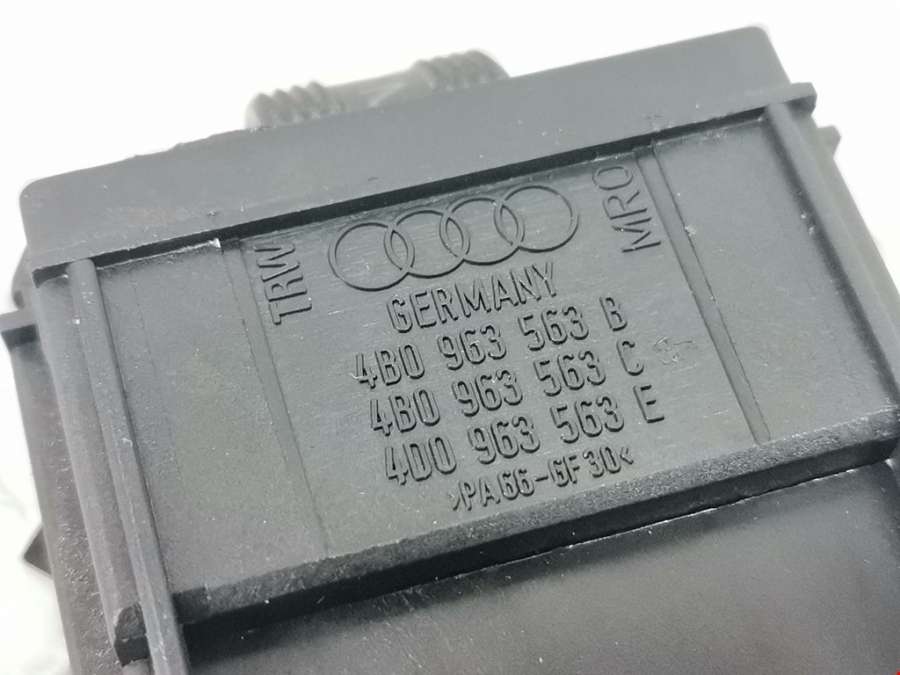 TRW
MRO
GERMANY
4B0 963 563 B
4B0 963 563 C
4D0 963 563 E
>PA66-GF30<